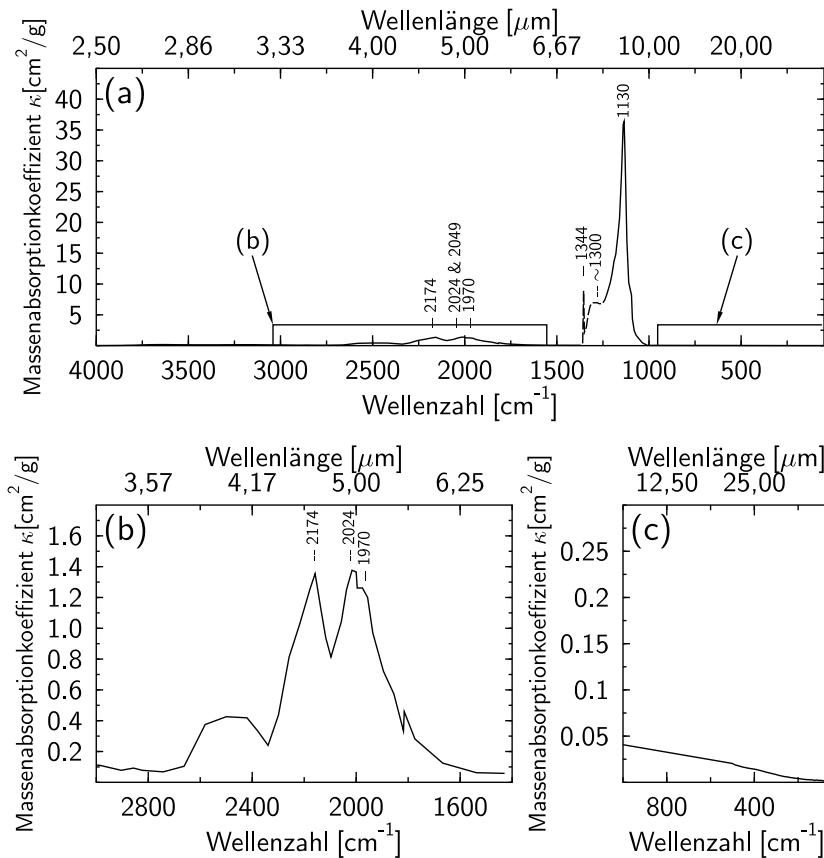 Wellenlänge [μm]
2,50 2,86 3,33 4,00 5,00 6,67 10,00 20,00
Massenabsorptionkoeffizient κ[cm²/g]
(a)
40
35
30
25
20
15
10
5
(b)
(c)
2174
2024 & 2049
1970
1344
~1300
1130
4000 3500 3000 2500 2000 1500 1000 500
Wellenzahl [cm⁻¹]
Wellenlänge [μm]
3,57 4,17 5,00 6,25
Massenabsorptionkoeffizient κ[cm²/g]
(b)
1.6
1.4
1.2
1.0
0.8
0.6
0.4
0.2
2174
2024
1970
2800 2400 2000 1600
Wellenzahl [cm⁻¹]
Wellenlänge [μm]
12,50 25,00
Massenabsorptionkoeffizient κ[cm²/g]
(c)
0.25
0.2
0.15
0.1
0.05
800 400
Wellenzahl [cm⁻¹]